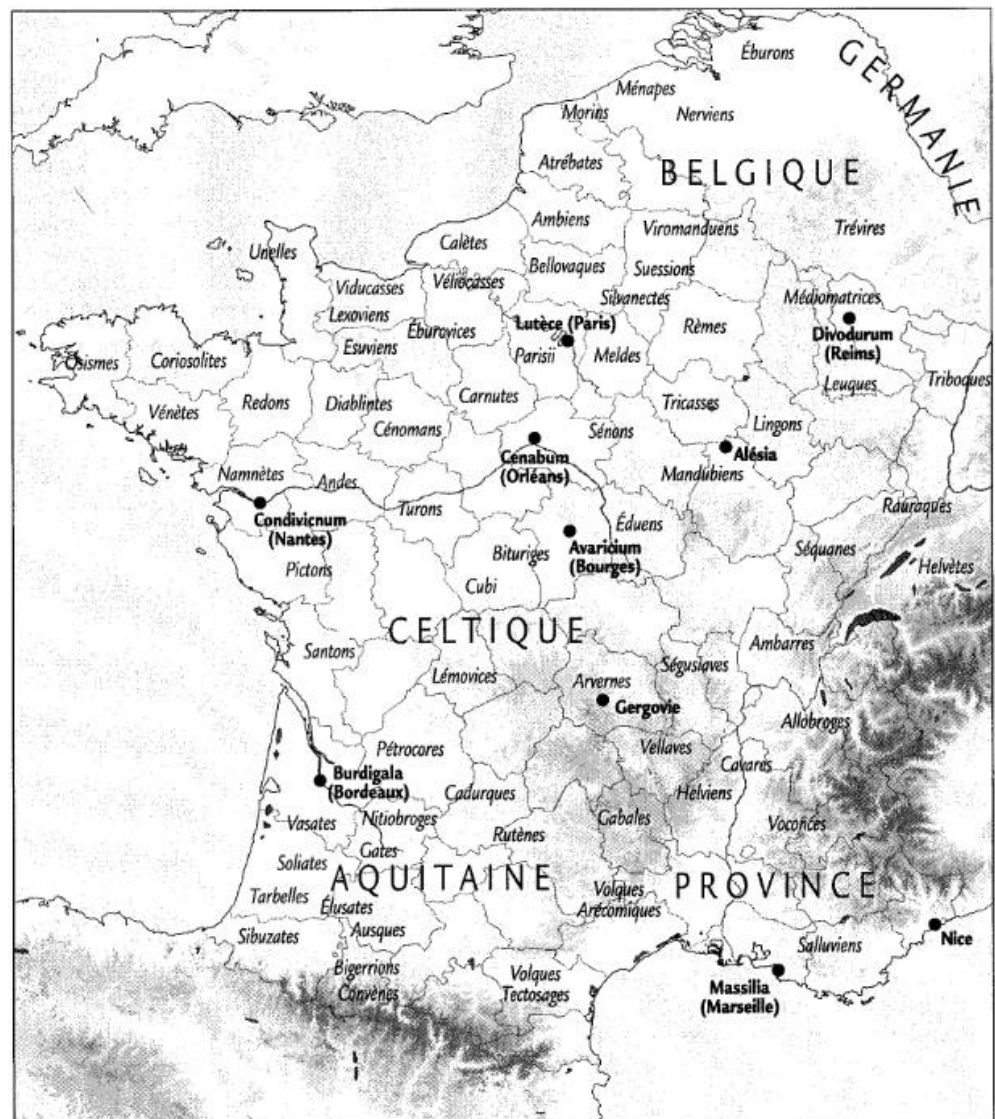 Éburons
GERMANIE
Ménapes
Morins
Nerviens
Atrébates
BELGIQUE
Ambiens
Viromanduens
Trévires
Calètes
Unelles
Bellovaques
Suessions
Véliocasses
Viducasses
Silvanectes
Médiomatrices
Lexoviens
Éburovices
Lutèce (Paris)
Rèmes
Divodurum
(Reims)
Esuviens
Parisii
Meldes
Osismes
Coriosolites
Leuques
Triboques
Vénètes
Redons
Diablintes
Carnutes
Tricasses
Cénomans
Sénons
Lingons
Cenabum
(Orléans)
Alésia
Namnètes
Andes
Mandubiens
Condivicnum
(Nantes)
Turons
Rauraques
Éduens
Avaricium
(Bourges)
Bituriges
Cubi
Séquanes
Helvètes
Pictons
CELTIQUE
Santons
Ambarres
Lémovices
Séguslaves
Arvernes
Gergovie
Allobroges
Pétrocores
Vellaves
Cavares
Burdigala
(Bordeaux)
Cadurques
Helviens
Vasates
Nitiobroges
Gabales
Voconces
Rutènes
Gates
Soliates
AQUITAINE
PROVINCE
Tarbelles
Élusates
Volques
Arécomiques
Sibuzates
Ausques
Salluviens
Nice
Bigerrions
Convènes
Volques
Tectosages
Massilia
(Marseille)